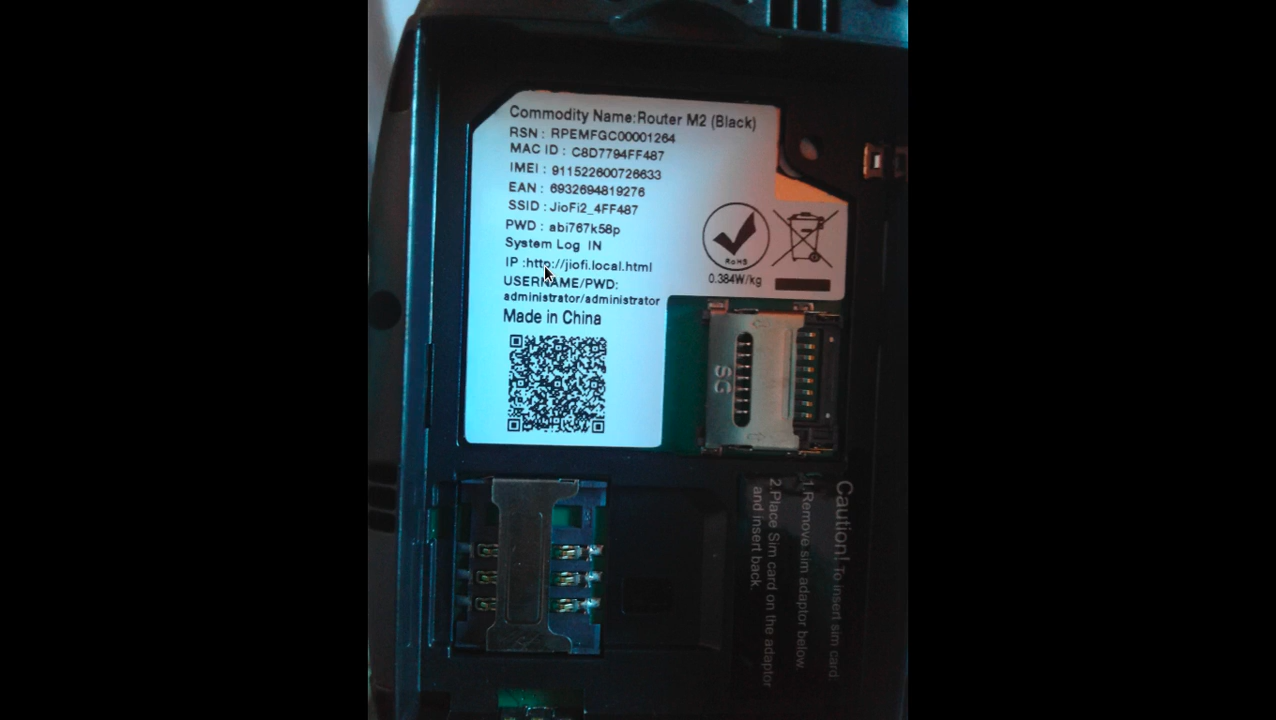 Commodity Name:Router M2 (Black)
RSN : RPEMFGC00001264
MAC ID : C8D7794FF487
IMEI : 911522600726633
EAN : 6932694819276
SSID : JioFi2_4FF487
PWD : abi767k58p
System Log IN
IP :http://jiofi.local.html
USERNAME/PWD:
administrator/administrator
Made in China
RoHS
0.384W/kg
SG
Caution! To insert sim card:
1.Remove sim adaptor below.
2.Place Sim card on the adaptor
and insert back.